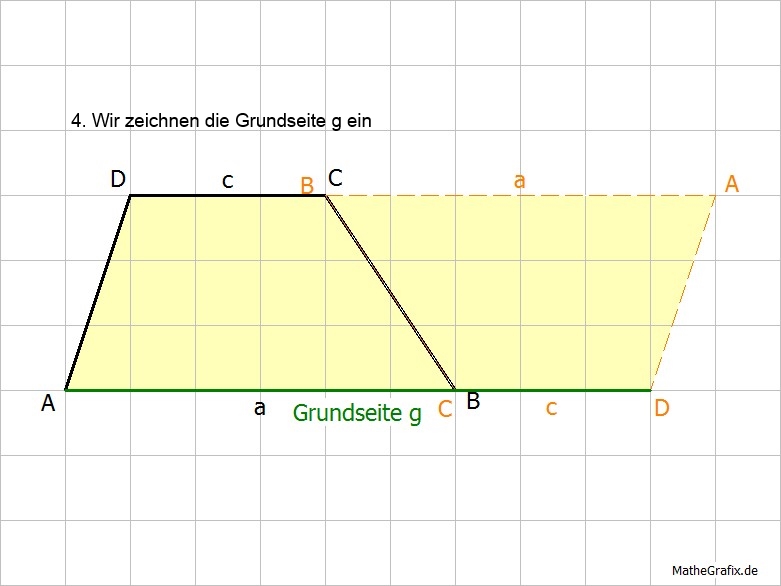 4. Wir zeichnen die Grundseite g ein
D c B C a A
A a Grundseite g C B c D
MatheGrafix.de